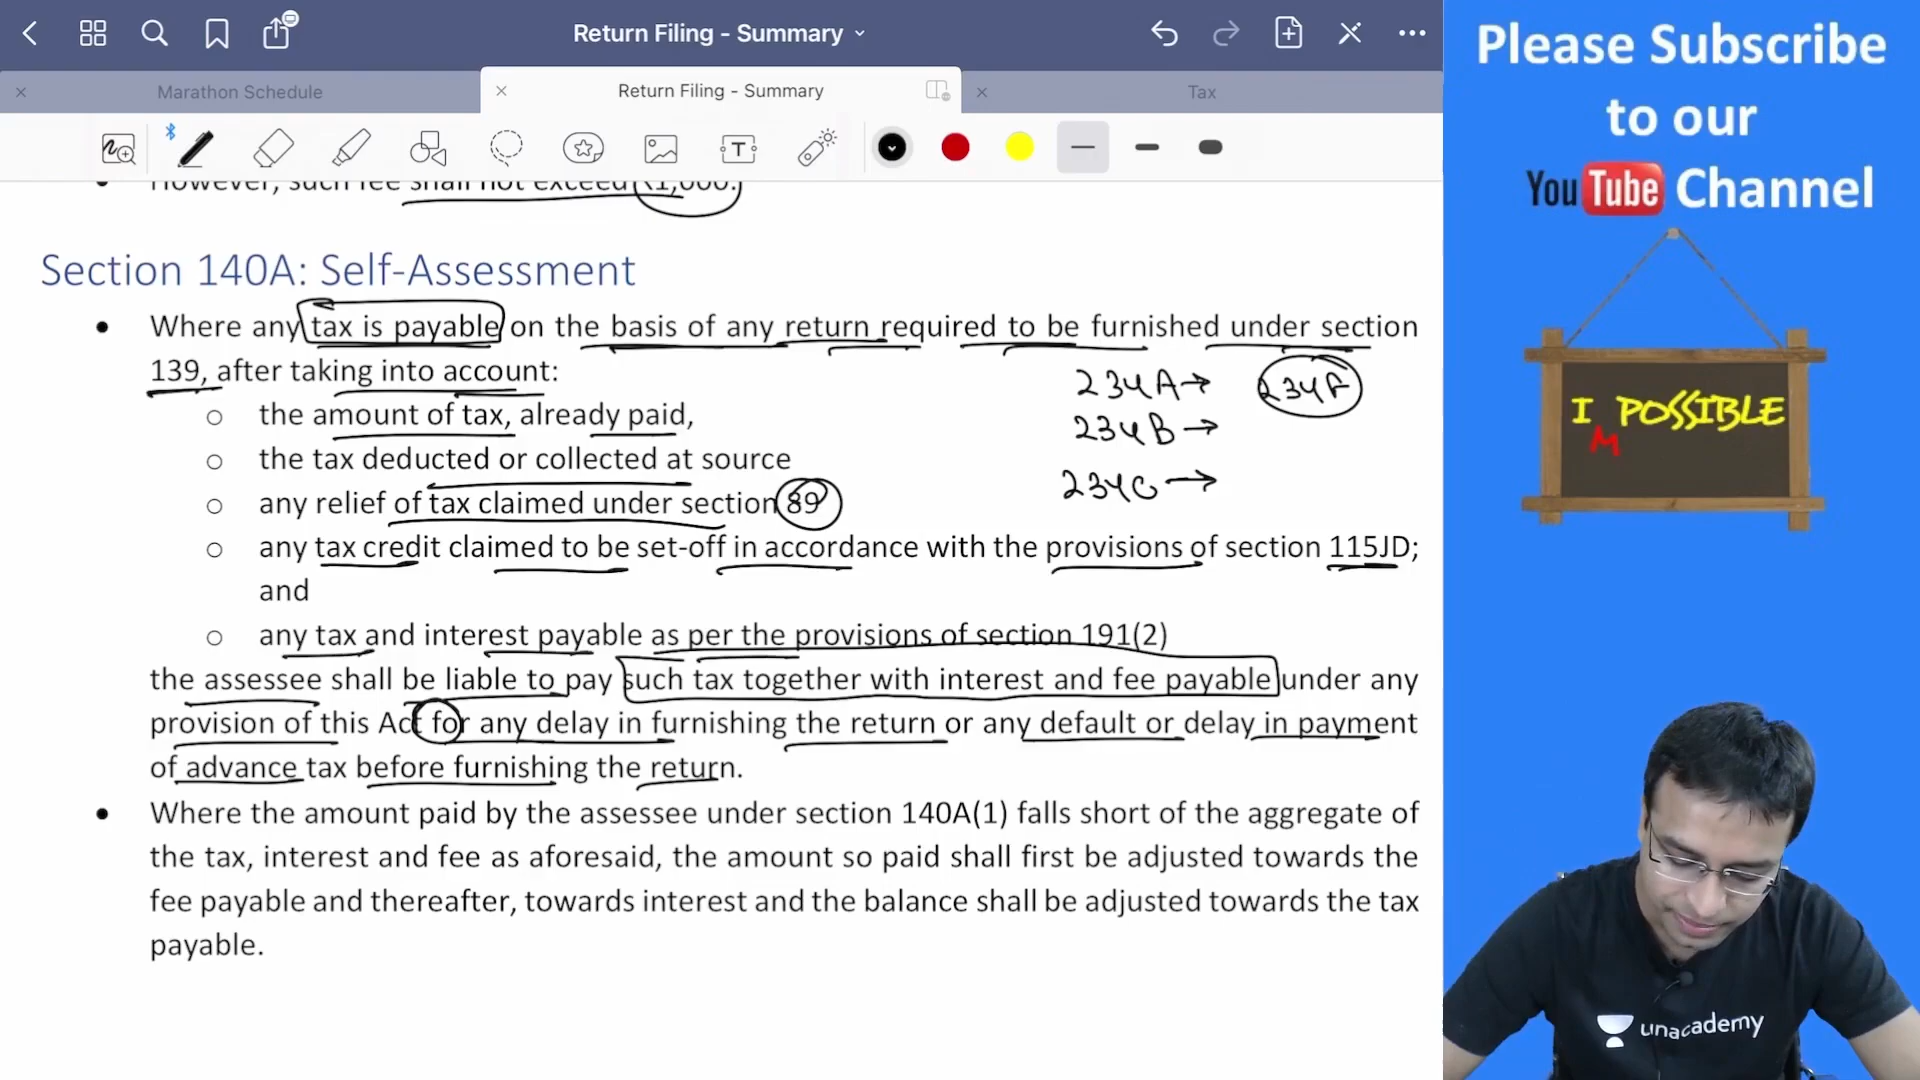 Return Filing - Summary
Marathon Schedule
Return Filing - Summary
Tax
However, such fee shall not exceed ₹1,000.
Section 140A: Self-Assessment
Where any tax is payable on the basis of any return required to be furnished under section
139, after taking into account:
the amount of tax, already paid,
the tax deducted or collected at source
any relief of tax claimed under section 89
any tax credit claimed to be set-off in accordance with the provisions of section 115JD;
and
any tax and interest payable as per the provisions of section 191(2)
the assessee shall be liable to pay such tax together with interest and fee payable under any
provision of this Act for any delay in furnishing the return or any default or delay in payment
of advance tax before furnishing the return.
Where the amount paid by the assessee under section 140A(1) falls short of the aggregate of
the tax, interest and fee as aforesaid, the amount so paid shall first be adjusted towards the
fee payable and thereafter, towards interest and the balance shall be adjusted towards the tax
payable.
234A→
234F
234B→
234C→
Please Subscribe
to our
YouTube Channel
I POSSIBLE
M
unacademy